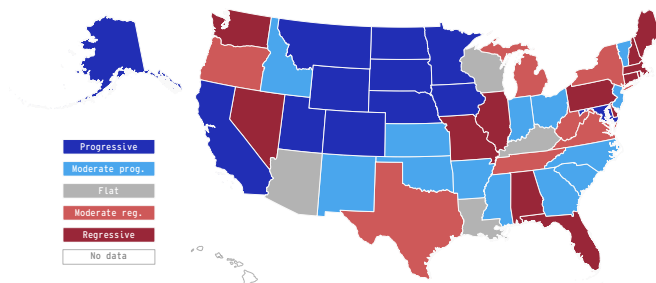 Progressive
Moderate prog.
Flat
Moderate reg.
Regressive
No data